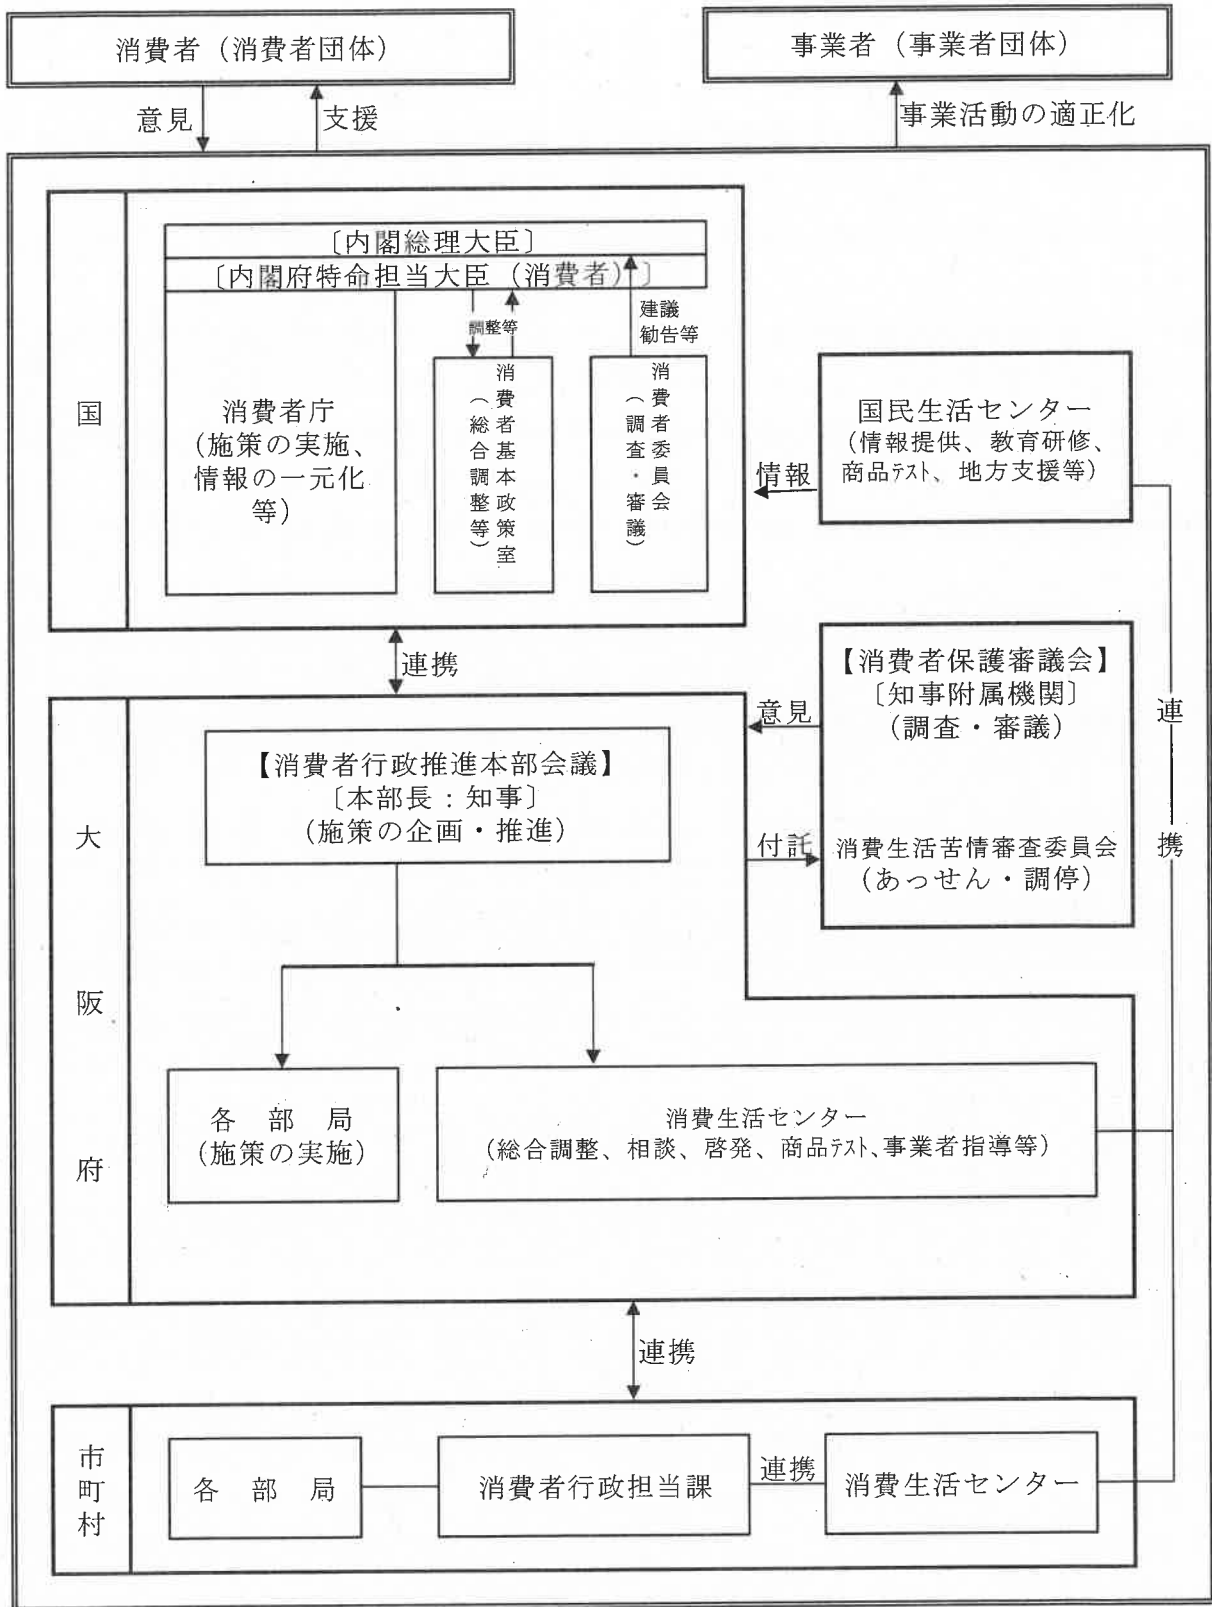 消費者（消費者団体）
事業者（事業者団体）
意見
支援
事業活動の適正化
国
〔内閣総理大臣〕
〔内閣府特命担当大臣（消費者）〕
調整等
建議
勧告等
消費者庁
(施策の実施、
情報の一元化
等)
消費者基本政策室
（総合調整等）
消費者委員会
（調査・審議）
国民生活センター
(情報提供、教育研修、
商品ﾃｽﾄ、地方支援等)
情報
連携
【消費者保護審議会】
〔知事附属機関〕
(調査・審議)
消費生活苦情審査委員会
(あっせん・調停)
意見
付託
連携
大阪府
【消費者行政推進本部会議】
〔本部長：知事〕
(施策の企画・推進)
各部局
(施策の実施)
消費生活センター
(総合調整、相談、啓発、商品ﾃｽﾄ、事業者指導等)
連携
市町村
各部局
消費者行政担当課
連携
消費生活センター